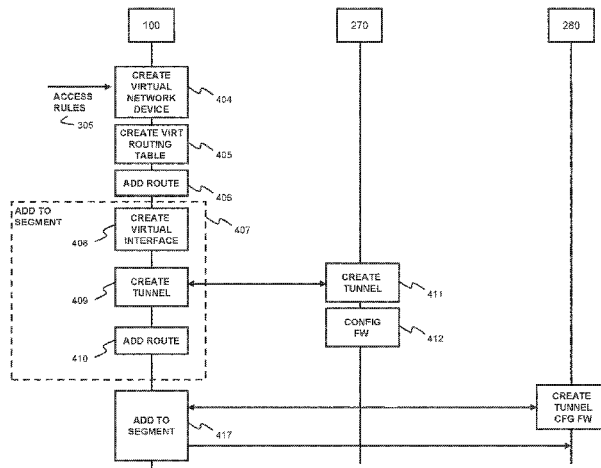 100
270
280
ACCESS
RULES
305
CREATE
VIRTUAL
NETWORK
DEVICE
404
CREATE VIRT
ROUTING
TABLE
405
ADD ROUTE
406
ADD TO
SEGMENT
407
CREATE
VIRTUAL
INTERFACE
408
CREATE
TUNNEL
409
CREATE
TUNNEL
411
CONFIG
FW
412
ADD ROUTE
410
ADD TO
SEGMENT
417
CREATE
TUNNEL
CFG FW